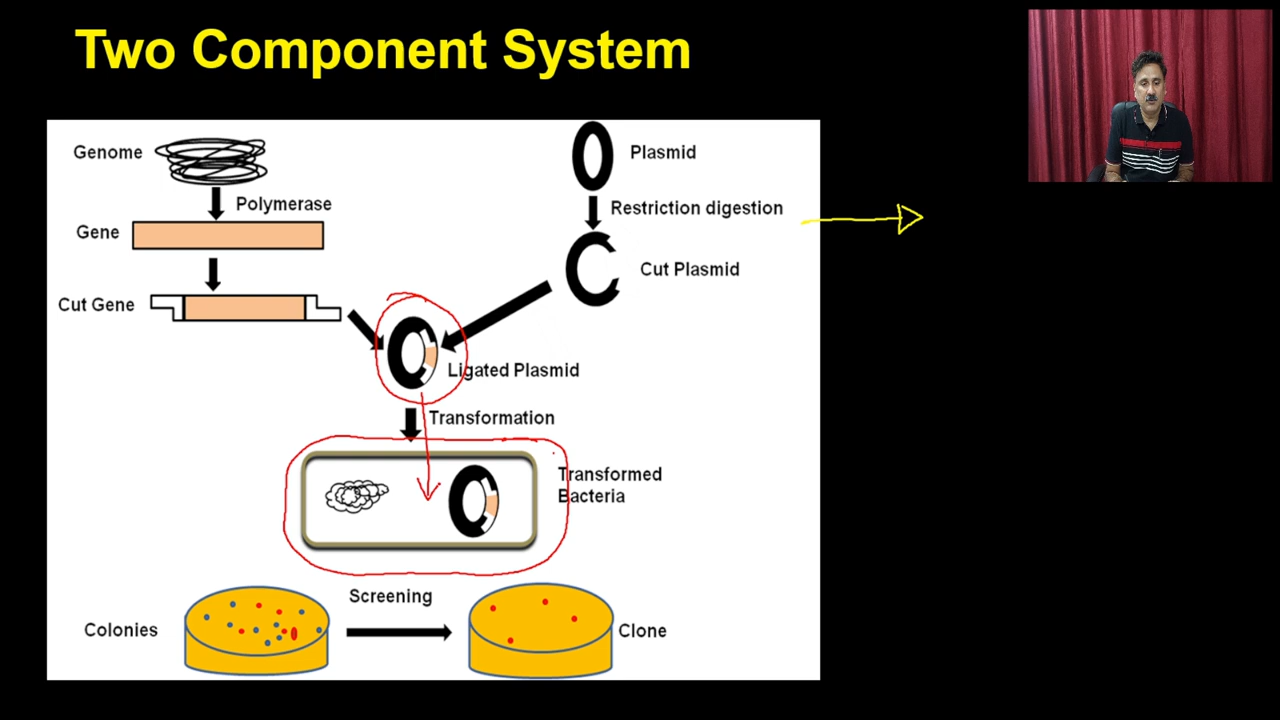 Two Component System
Genome
Plasmid
Polymerase
Restriction digestion
Gene
Cut Plasmid
Cut Gene
Ligated Plasmid
Transformation
Transformed
Bacteria
Screening
Colonies
Clone